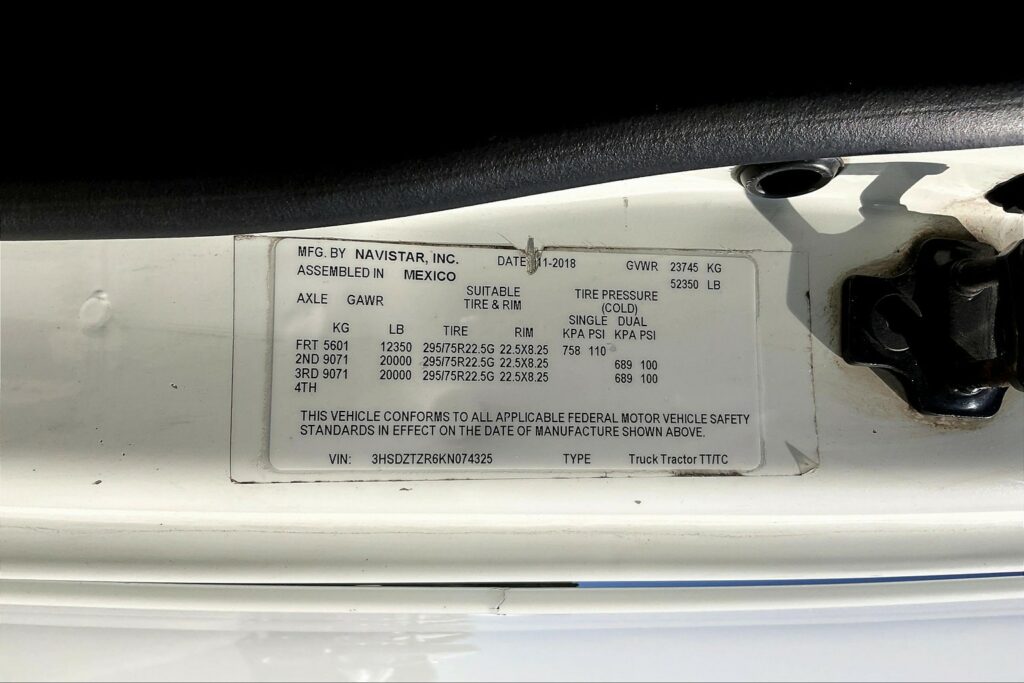 MFG. BY NAVISTAR, INC. DATE 11-2018 GVWR 23745 KG
ASSEMBLED IN MEXICO 52350 LB
AXLE GAWR SUITABLE TIRE & RIM TIRE PRESSURE (COLD)
SINGLE DUAL
KG LB TIRE RIM KPA PSI KPA PSI
FRT 5601 12350 295/75R22.5G 22.5X8.25 758 110
2ND 9071 20000 295/75R22.5G 22.5X8.25 689 100
3RD 9071 20000 295/75R22.5G 22.5X8.25 689 100
4TH
THIS VEHICLE CONFORMS TO ALL APPLICABLE FEDERAL MOTOR VEHICLE SAFETY
STANDARDS IN EFFECT ON THE DATE OF MANUFACTURE SHOWN ABOVE.
VIN: 3HSDZTZR6KN074325 TYPE Truck Tractor TT/TC